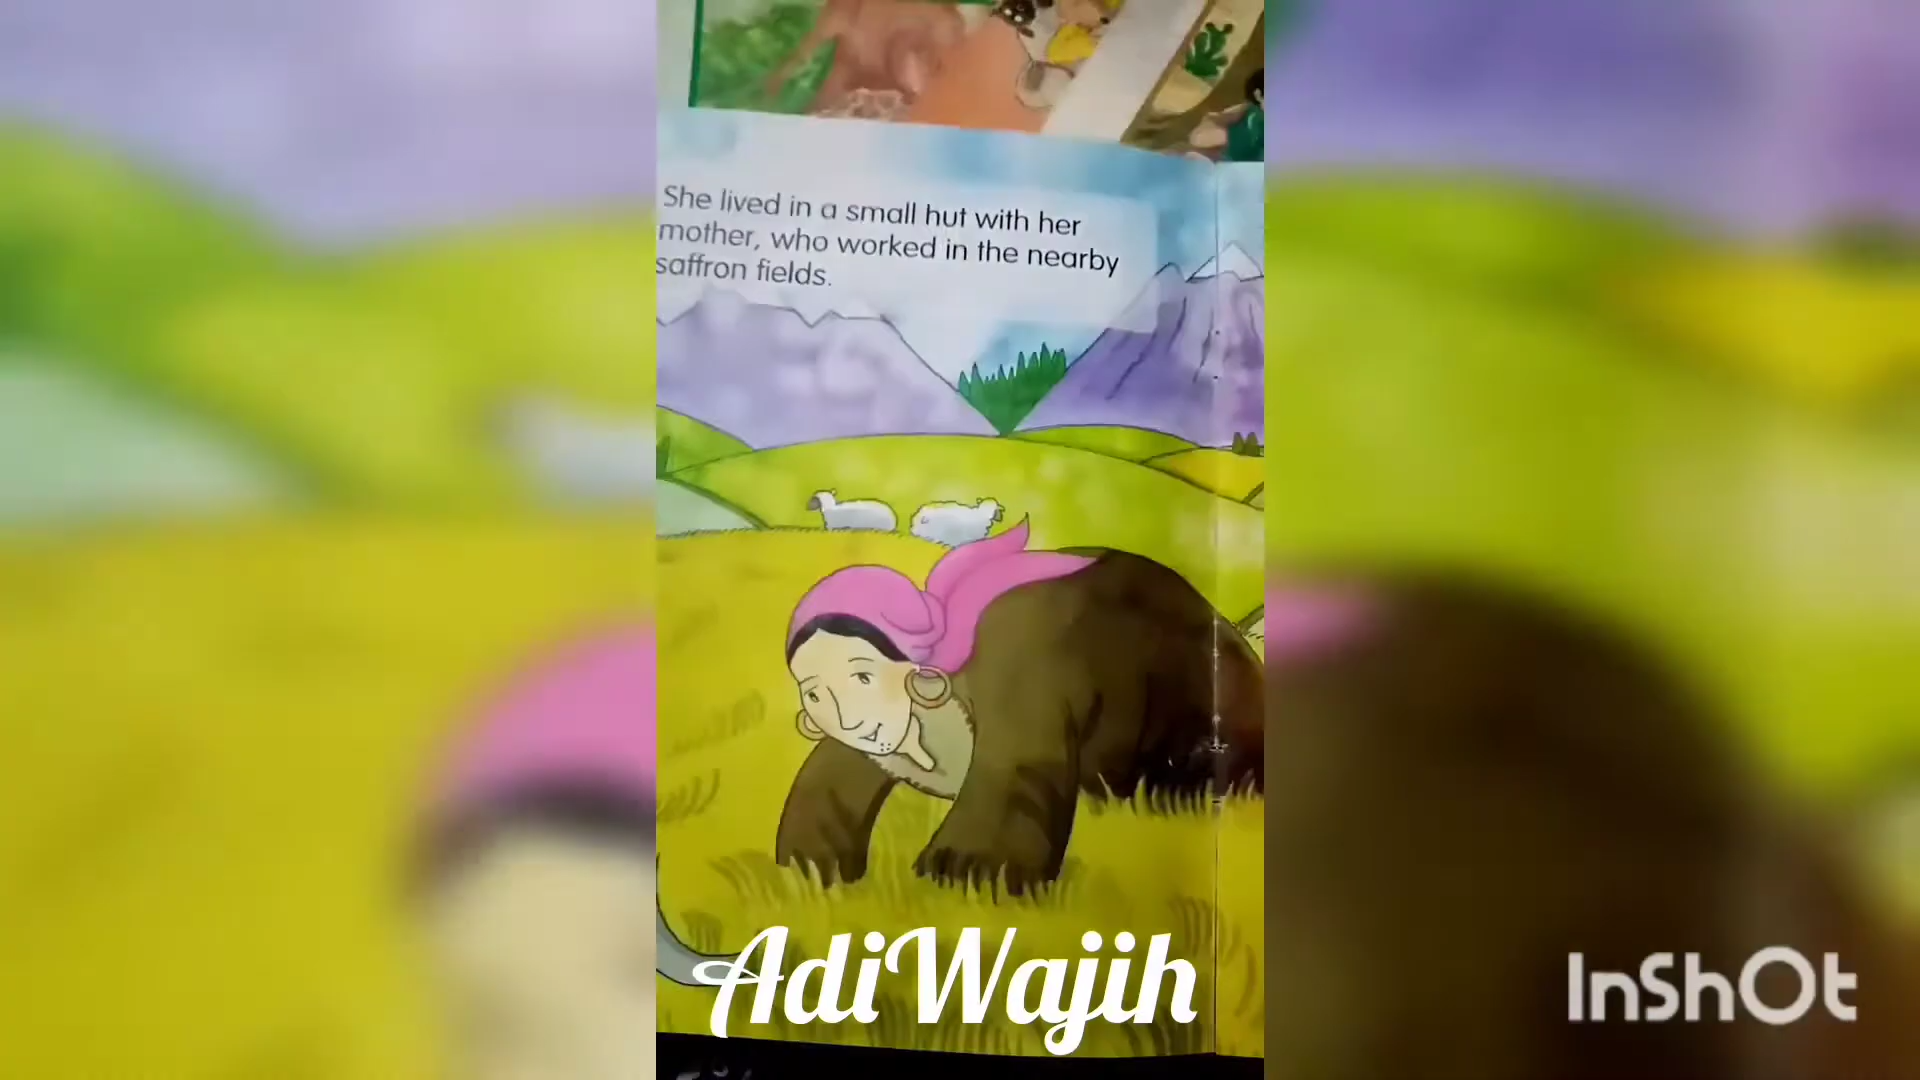 She lived in a small hut with her
mother, who worked in the nearby
saffron fields.
AdiWajih
InShOt